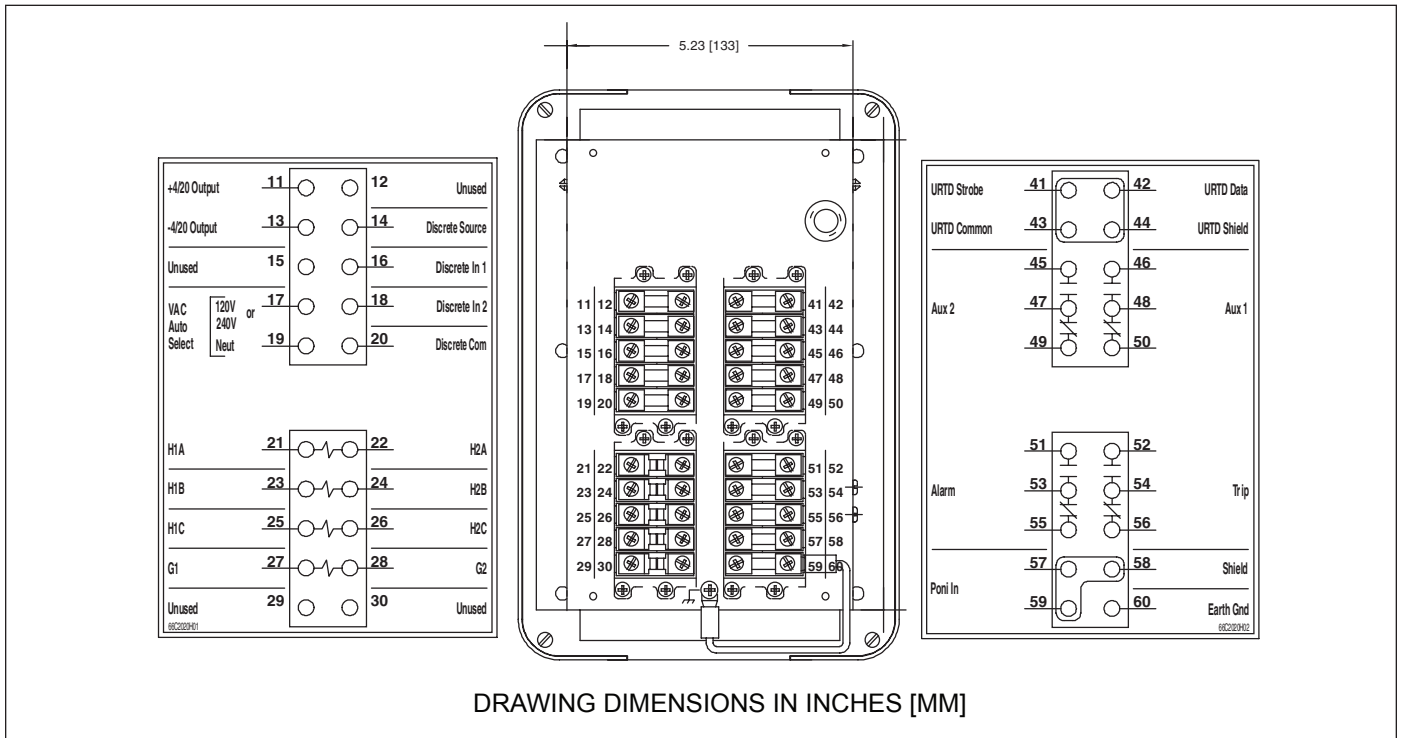 5.23 [133]
+4/20 Output 11 12 Unused
-4/20 Output 13 14 Discrete Source
Unused 15 16 Discrete In 1
VAC Auto Select 120V or 240V 17 18 Discrete In 2
Neut 19 20 Discrete Com
H1A 21 22 H2A
H1B 23 24 H2B
H1C 25 26 H2C
G1 27 28 G2
Unused 29 30 Unused
66C2020H01
11 12 41 42
13 14 43 44
15 16 45 46
17 18 47 48
19 20 49 50
21 22 51 52
23 24 53 54
25 26 55 56
27 28 57 58
29 30 59 60
URTD Strobe 41 42 URTD Data
URTD Common 43 44 URTD Shield
45 46
Aux 2 47 48 Aux 1
49 50
51 52
Alarm 53 54 Trip
55 56
Poni In 57 58 Shield
59 60 Earth Gnd
66C2020H02
DRAWING DIMENSIONS IN INCHES [MM]